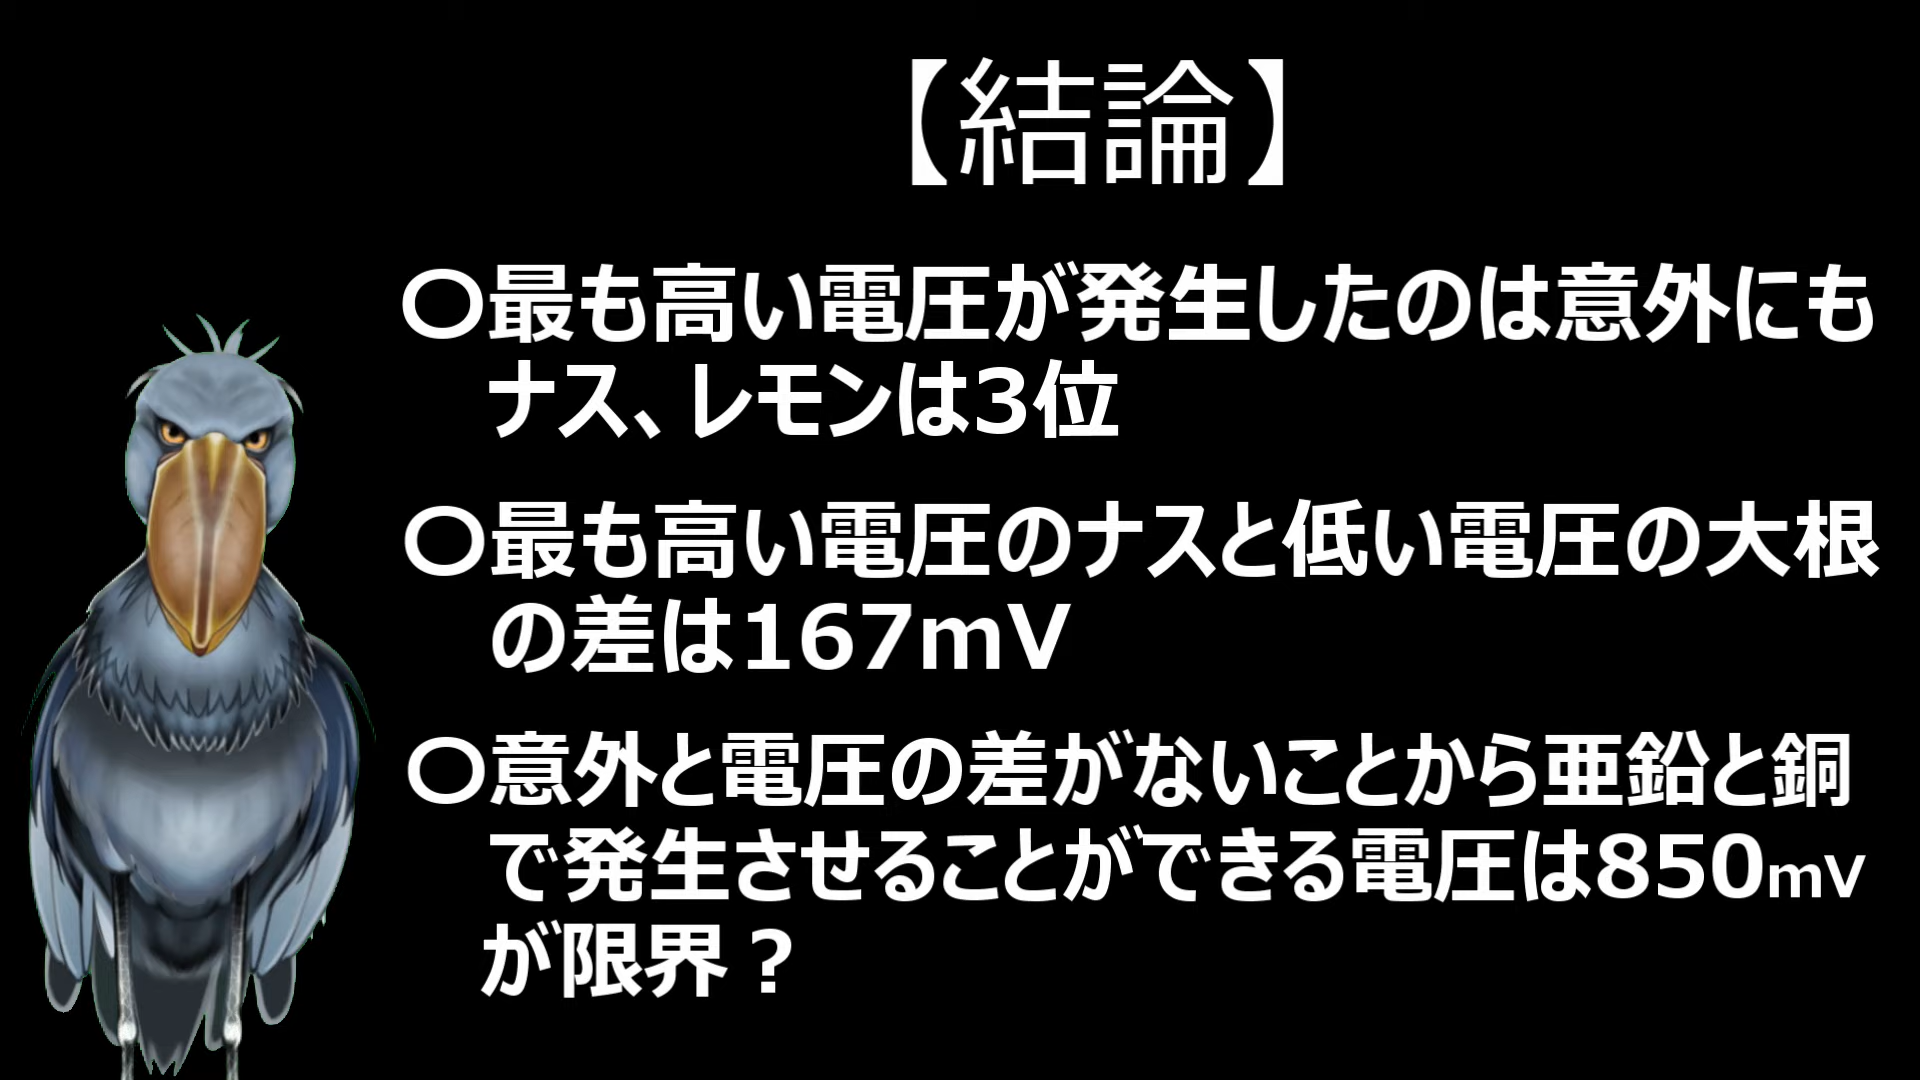 【結論】
〇最も高い電圧が発生したのは意外にも
ナス、レモンは3位
〇最も高い電圧のナスと低い電圧の大根
の差は167mV
〇意外と電圧の差がないことから亜鉛と銅
で発生させることができる電圧は850mV
が限界？